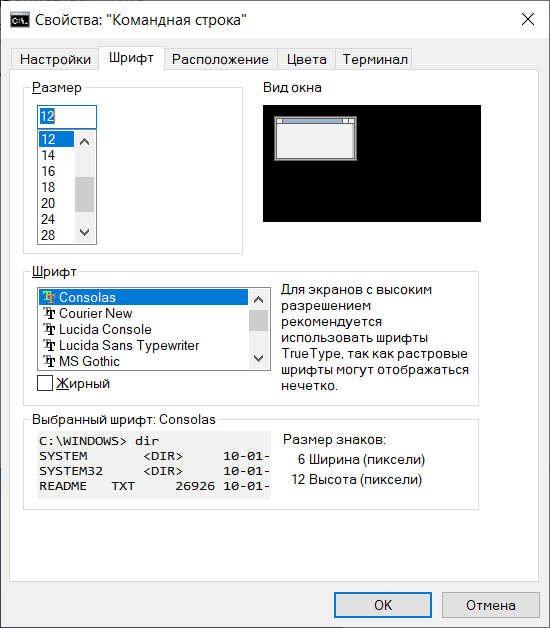 Свойства: "Командная строка"
Настройки Шрифт Расположение Цвета Терминал
Размер
12
12
14
16
18
20
24
28
Вид окна
Шрифт
Consolas
Courier New
Lucida Console
Lucida Sans Typewriter
MS Gothic
Жирный
Для экранов с высоким
разрешением
рекомендуется
использовать шрифты
TrueType, так как растровые
шрифты могут отображаться
нечетко.
Выбранный шрифт: Consolas
C:\WINDOWS> dir
SYSTEM <DIR> 10-01-
SYSTEM32 <DIR> 10-01-
README TXT 26926 10-01-
Размер знаков:
6 Ширина (пиксели)
12 Высота (пиксели)
OK Отмена